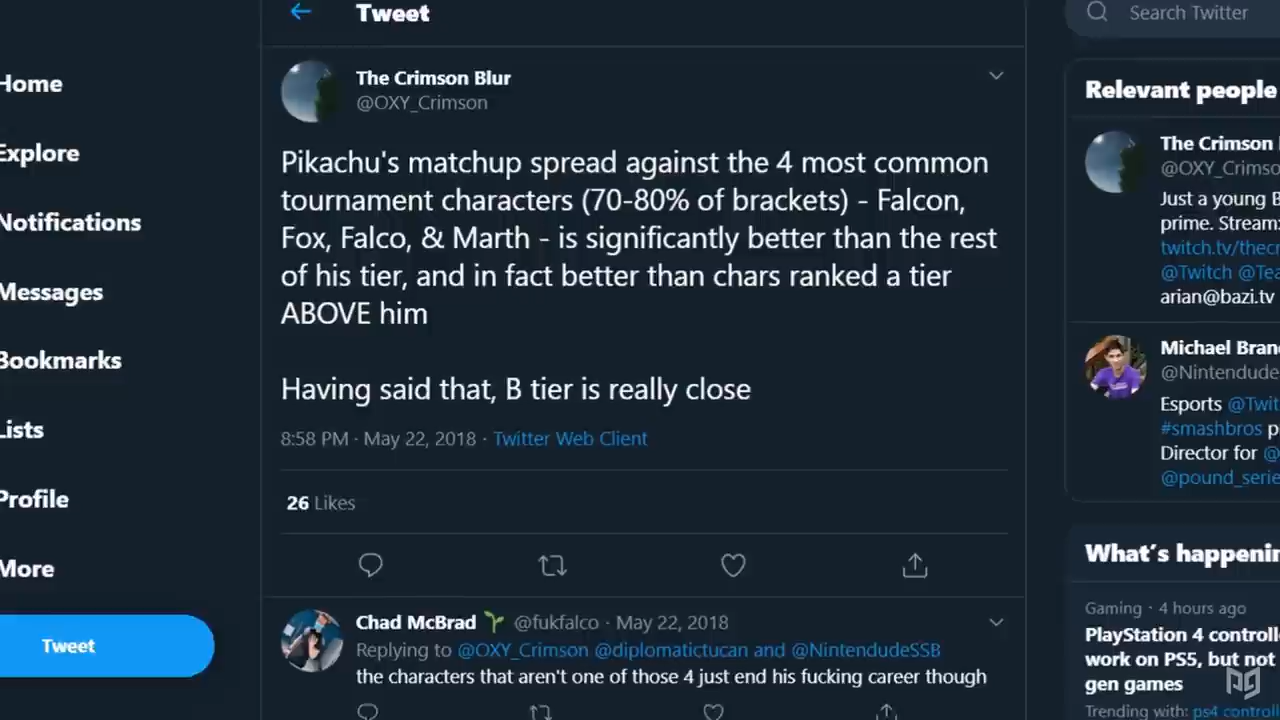 Tweet
Search Twitter
Home
Explore
Notifications
Messages
Bookmarks
Lists
Profile
More
Tweet
The Crimson Blur
@OXY_Crimson
Pikachu's matchup spread against the 4 most common
tournament characters (70-80% of brackets) - Falcon,
Fox, Falco, & Marth - is significantly better than the rest
of his tier, and in fact better than chars ranked a tier
ABOVE him
Having said that, B tier is really close
8:58 PM · May 22, 2018 · Twitter Web Client
26 Likes
Chad McBrad @fukfalco · May 22, 2018
Replying to @OXY_Crimson @diplomatictucan and @NintendudeSSB
the characters that aren't one of those 4 just end his fucking career though
Relevant people
The Crimson
@OXY_Crimso
Just a young B
prime. Stream:
twitch.tv/thecr
@Twitch @Tea
arian@bazi.tv
Michael Bran
@Nintendude
Esports @Twit
#smashbros p
Director for @
@pound_serie
What's happenin
Gaming · 4 hours ago
PlayStation 4 controll
work on PS5, but not
gen games
Trending with: ps4 controll